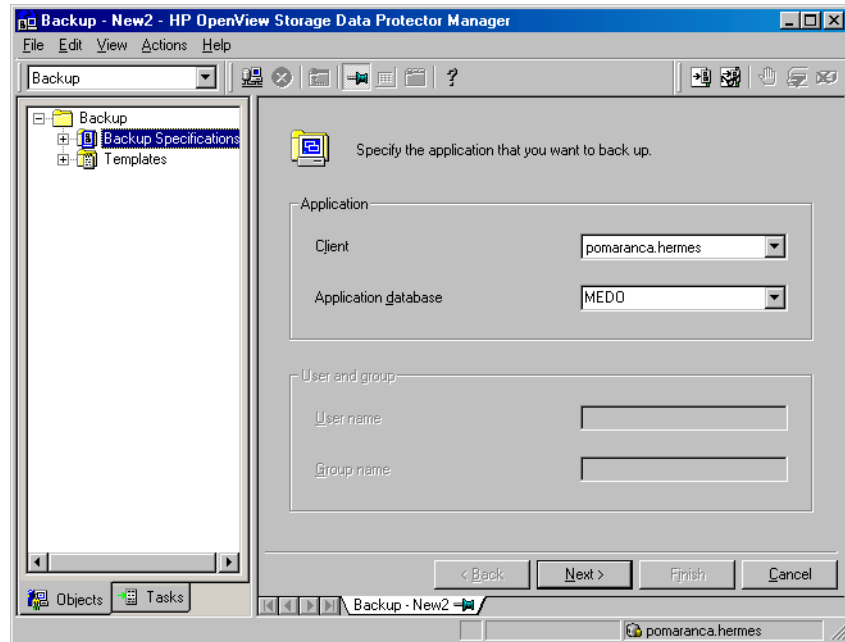 Backup - New2 - HP OpenView Storage Data Protector Manager
File Edit View Actions Help
Backup
Backup
Backup Specifications
Templates
Specify the application that you want to back up.
Application
Client
pomaranca.hermes
Application database
MEDO
User and group
User name
Group name
< Back Next > Finish Cancel
Objects Tasks
Backup - New2
pomaranca.hermes